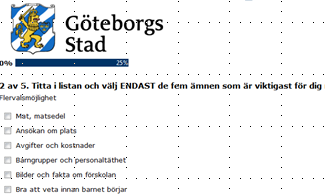 Göteborgs
Stad
0%
25%
2 av 5. Titta i listan och välj ENDAST de fem ämnen som är viktigast för dig
Flervalsmöjlighet
Mat, matsedel
Ansökan om plats
Avgifter och kostnader
Barngrupper och personaltäthet
Bilder och fakta om förskolan
Bra att veta innan barnet börjar